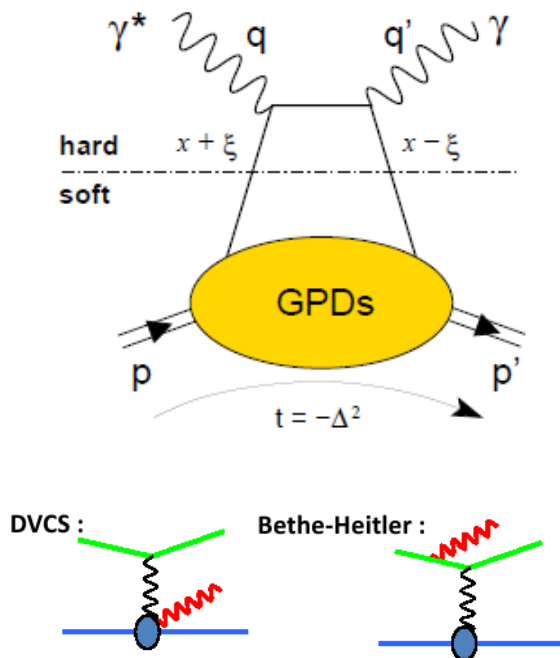 γ* q q’ γ
hard x + ξ x − ξ
soft
GPDs
p p’
t = −Δ²
DVCS : Bethe-Heitler :